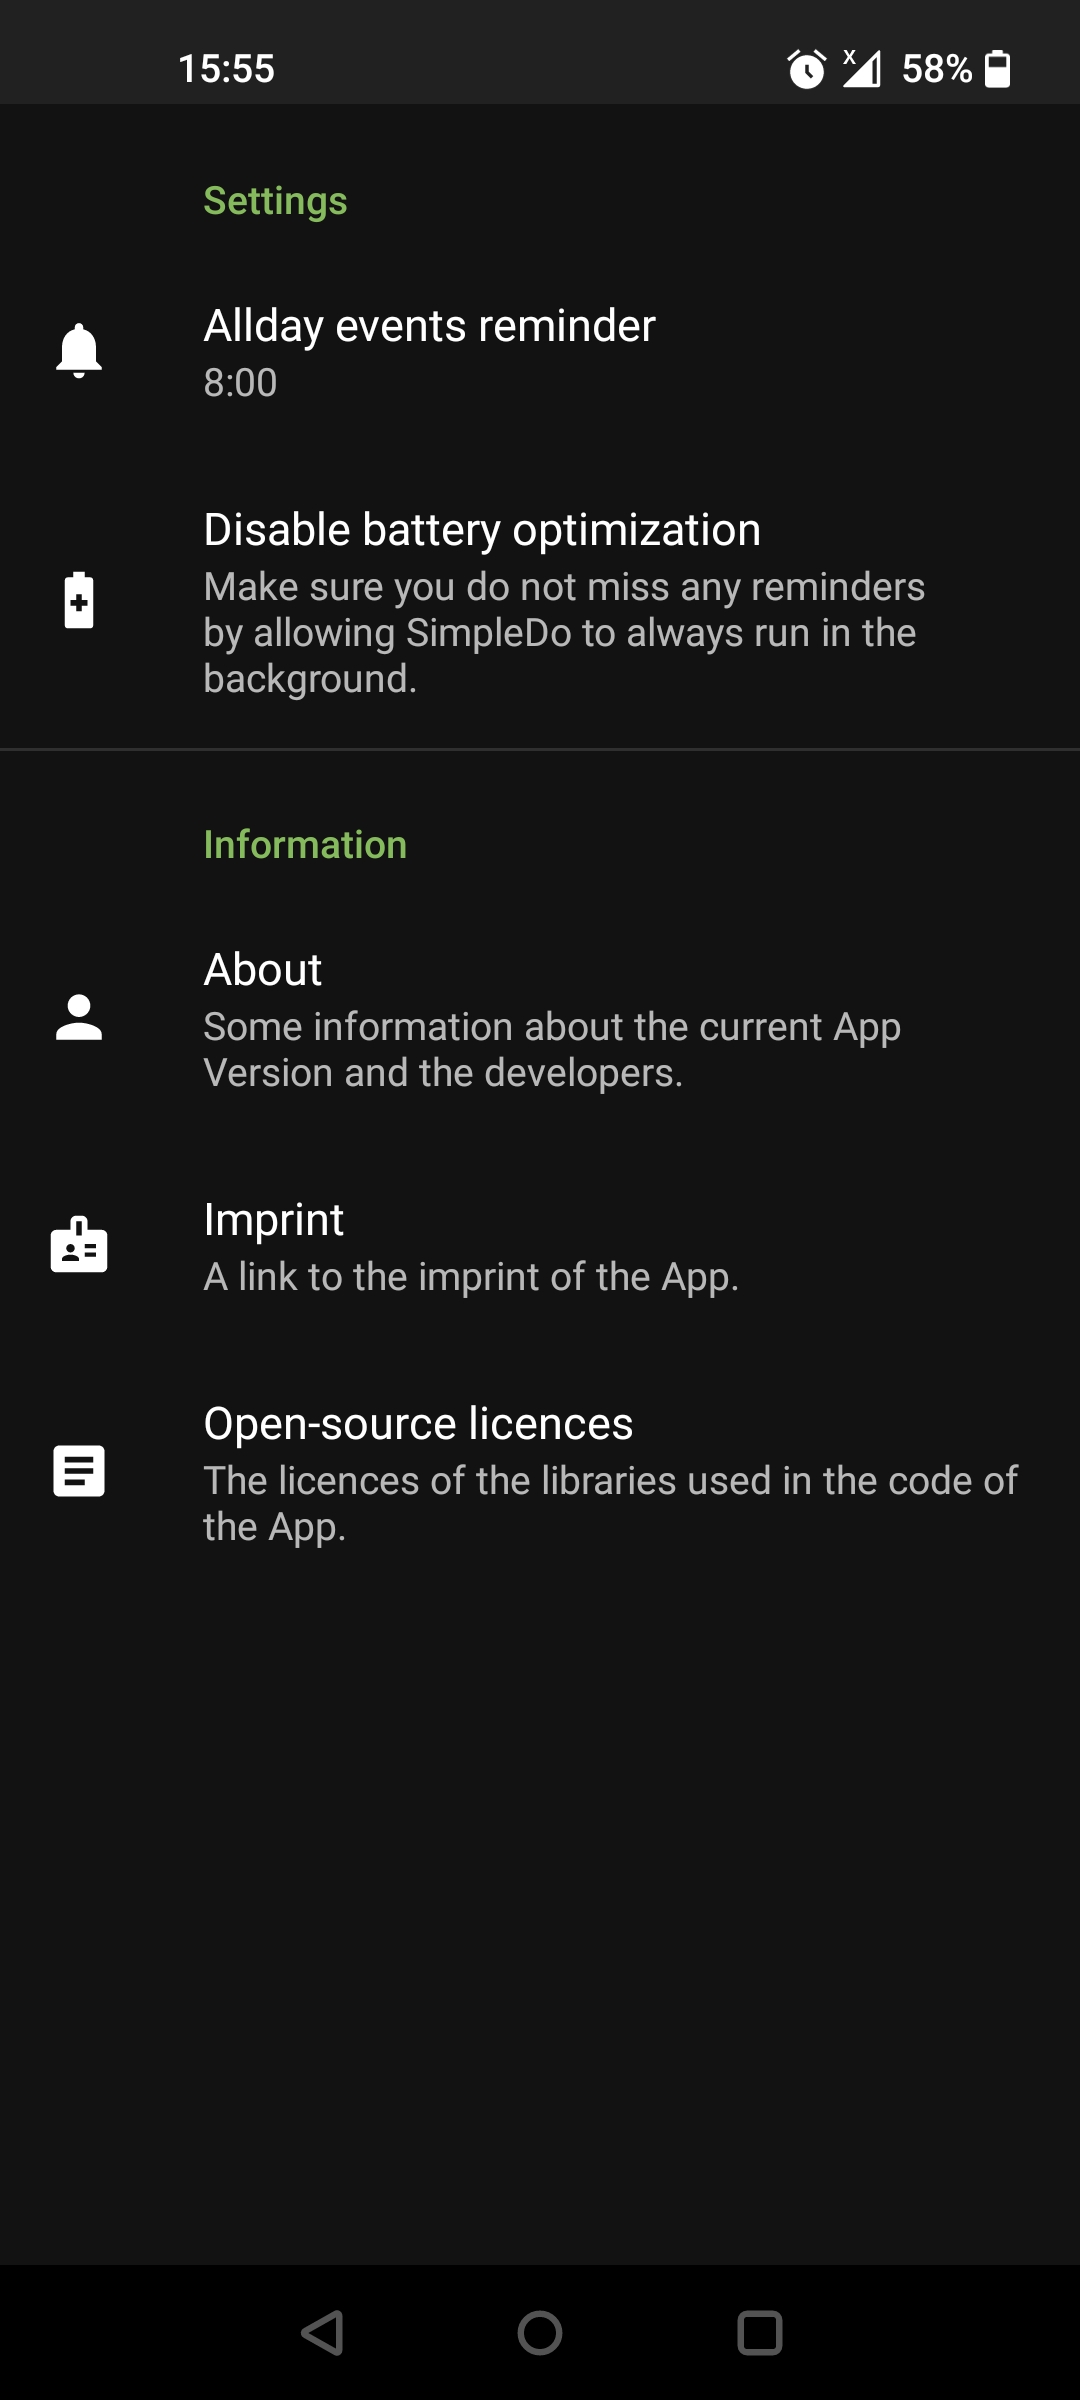 15:55
x
58%
Settings
Allday events reminder
8:00
Disable battery optimization
Make sure you do not miss any reminders
by allowing SimpleDo to always run in the
background.
Information
About
Some information about the current App
Version and the developers.
Imprint
A link to the imprint of the App.
Open-source licences
The licences of the libraries used in the code of
the App.